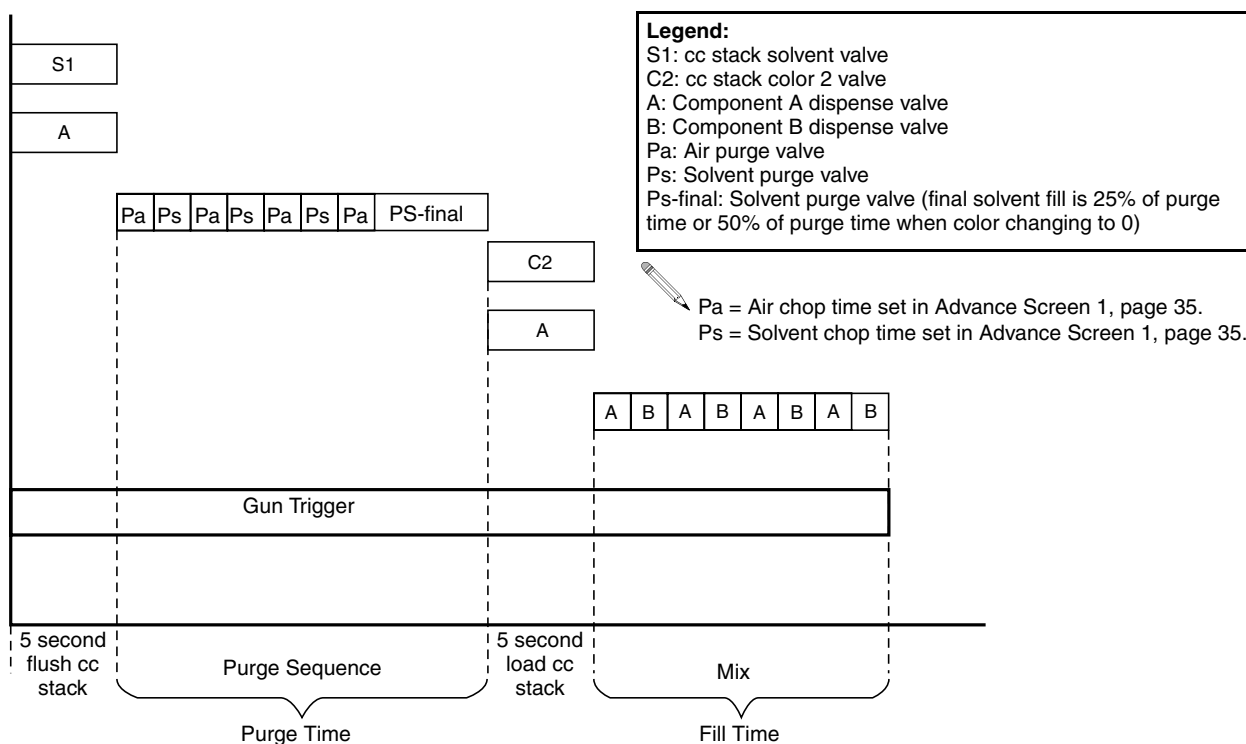 S1
A
Pa Ps Pa Ps Pa Ps Pa PS-final
C2
A
A B A B A B A B
Gun Trigger
5 second
flush cc
stack
Purge Sequence
5 second
load cc
stack
Mix
Purge Time
Fill Time
Legend:
S1: cc stack solvent valve
C2: cc stack color 2 valve
A: Component A dispense valve
B: Component B dispense valve
Pa: Air purge valve
Ps: Solvent purge valve
Ps-final: Solvent purge valve (final solvent fill is 25% of purge
time or 50% of purge time when color changing to 0)
Pa = Air chop time set in Advance Screen 1, page 35.
Ps = Solvent chop time set in Advance Screen 1, page 35.